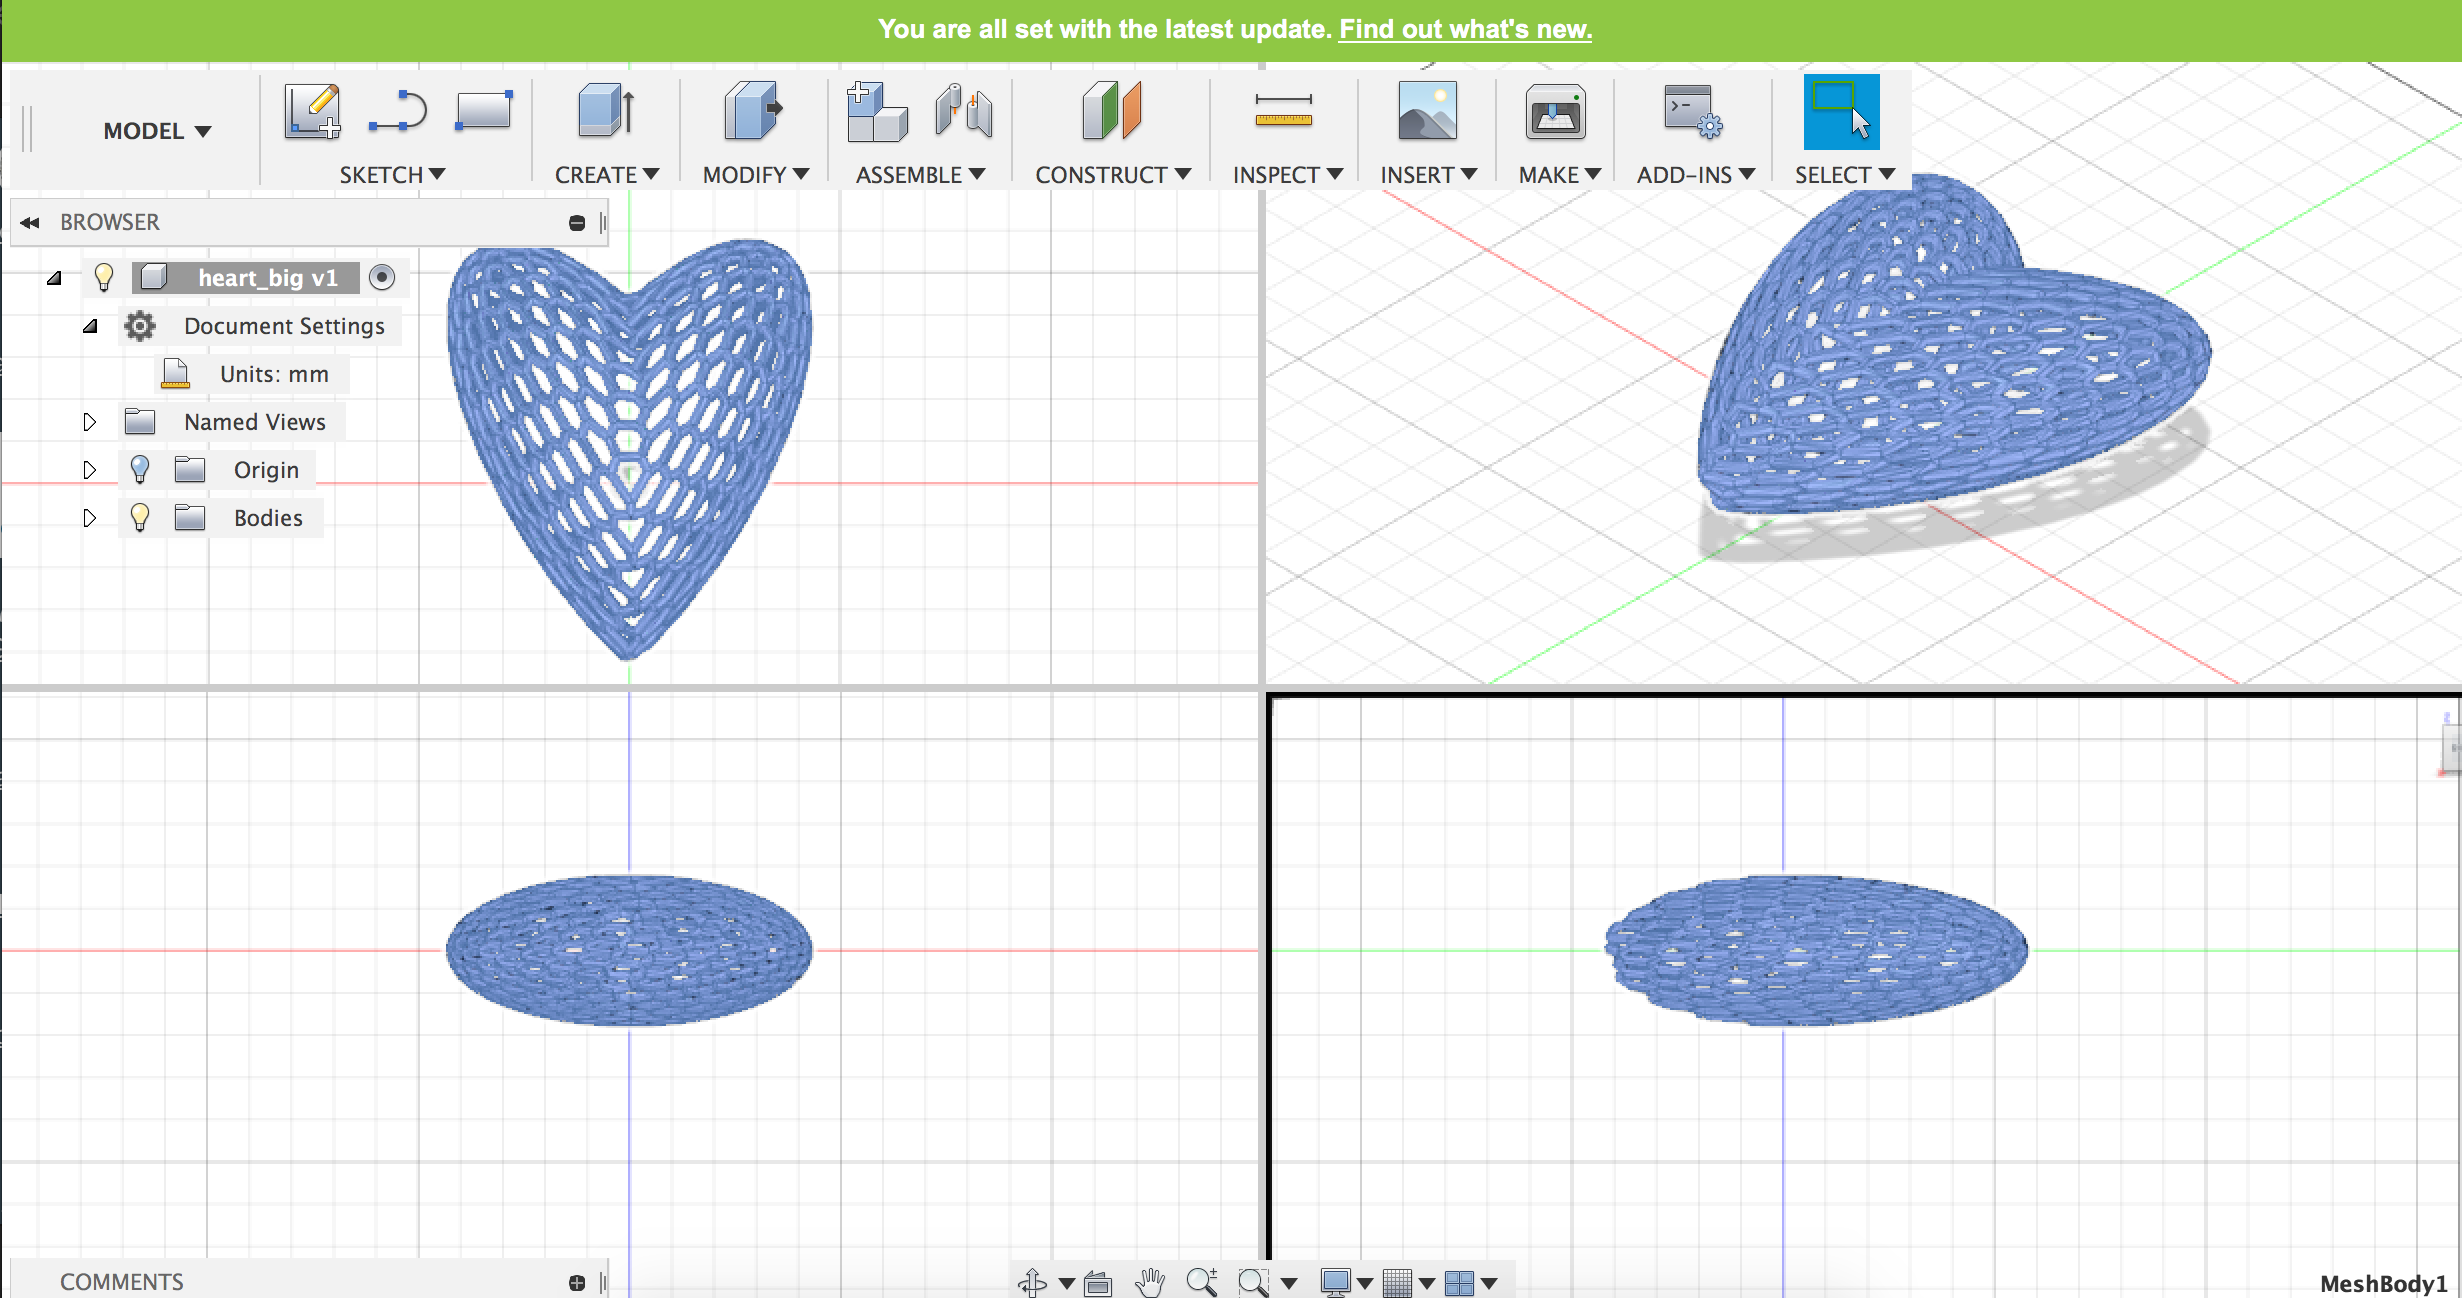 You are all set with the latest update. Find out what's new.
MODEL
SKETCH
CREATE
MODIFY
ASSEMBLE
CONSTRUCT
INSPECT
INSERT
MAKE
ADD-INS
SELECT
BROWSER
heart_big v1
Document Settings
Units: mm
Named Views
Origin
Bodies
COMMENTS
MeshBody1